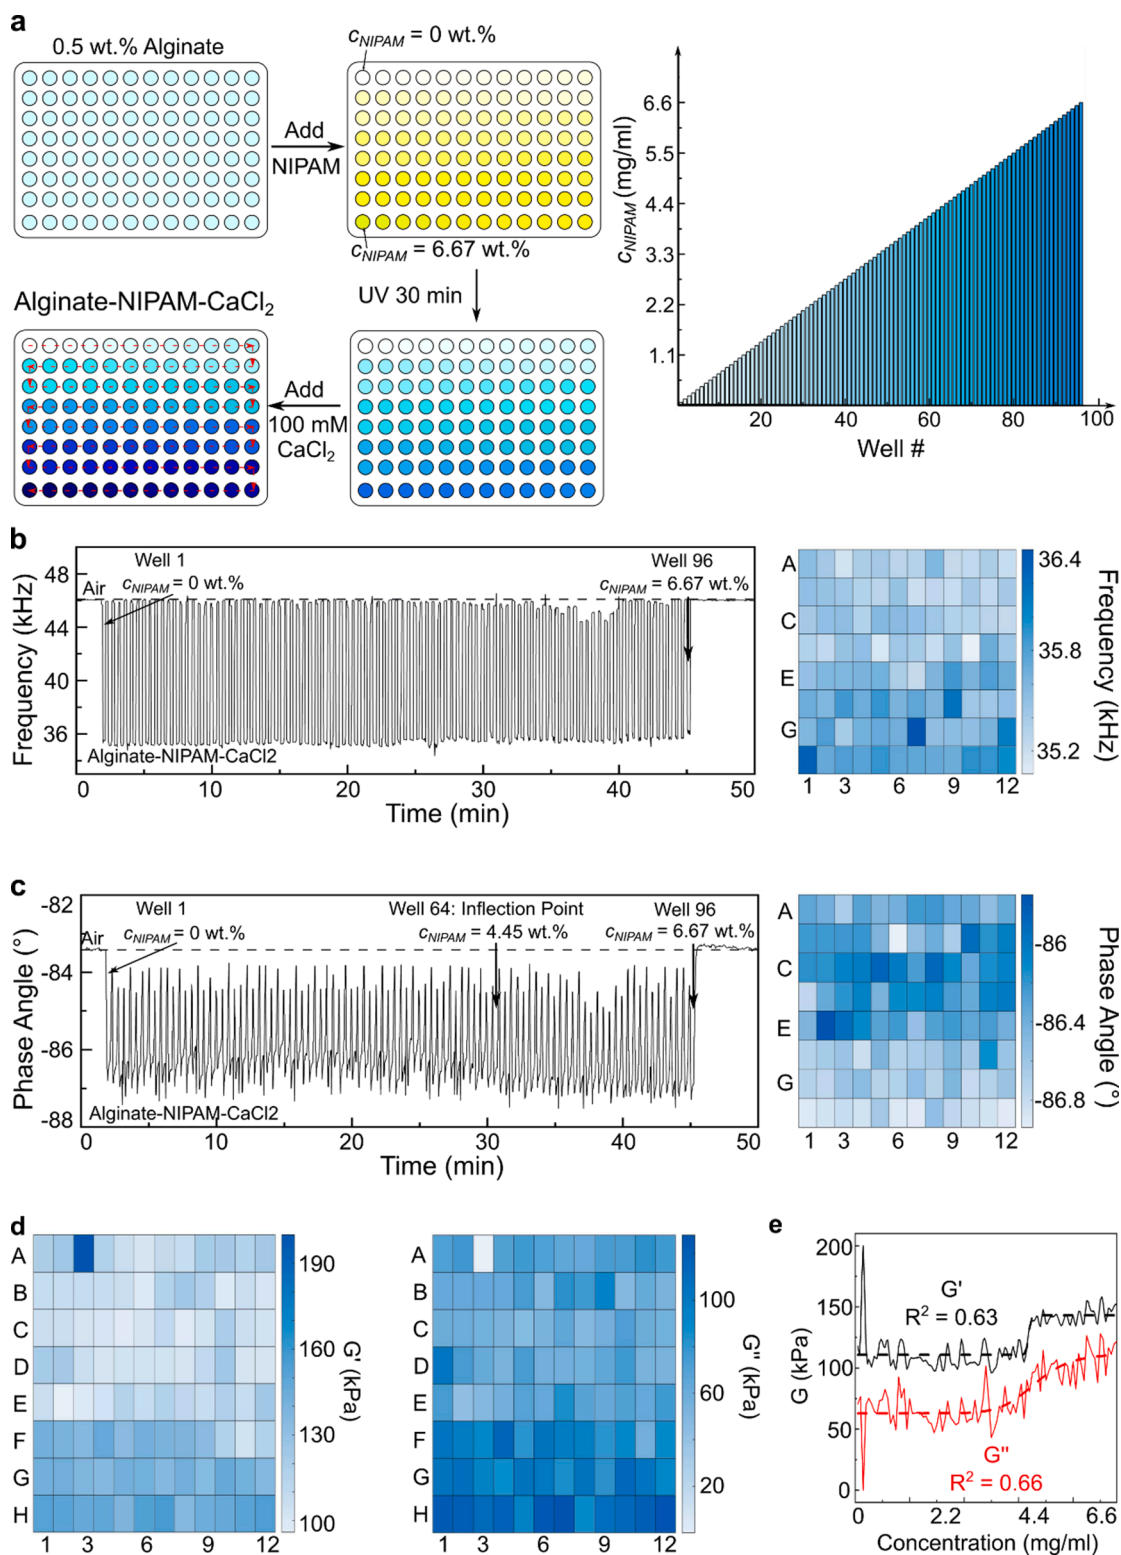 a
0.5 wt.% Alginate
cNIPAM = 0 wt.%
Add
NIPAM
cNIPAM = 6.67 wt.%
UV 30 min
Alginate-NIPAM-CaCl2
Add
100 mM
CaCl2
cNIPAM (mg/ml)
6.6
5.5
4.4
3.3
2.2
1.1
20 40 60 80 100
Well #
b
Frequency (kHz)
48
44
40
36
Air
Well 1
cNIPAM = 0 wt.%
Well 96
cNIPAM = 6.67 wt.%
Alginate-NIPAM-CaCl2
0 10 20 30 40 50
Time (min)
A
C
E
G
1 3 6 9 12
36.4
35.8
35.2
Frequency (kHz)
c
Phase Angle (°)
-82
-84
-86
-88
Air
Well 1
cNIPAM = 0 wt.%
Well 64: Inflection Point
cNIPAM = 4.45 wt.%
Well 96
cNIPAM = 6.67 wt.%
Alginate-NIPAM-CaCl2
0 10 20 30 40 50
Time (min)
A
C
E
G
1 3 6 9 12
-86
-86.4
-86.8
Phase Angle (°)
d
A
B
C
D
E
F
G
H
1 3 6 9 12
190
160
130
100
G' (kPa)
A
B
C
D
E
F
G
H
1 3 6 9 12
100
60
20
G'' (kPa)
e
G (kPa)
200
150
100
50
0
G'
R2 = 0.63
G''
R2 = 0.66
0 2.2 4.4 6.6
Concentration (mg/ml)